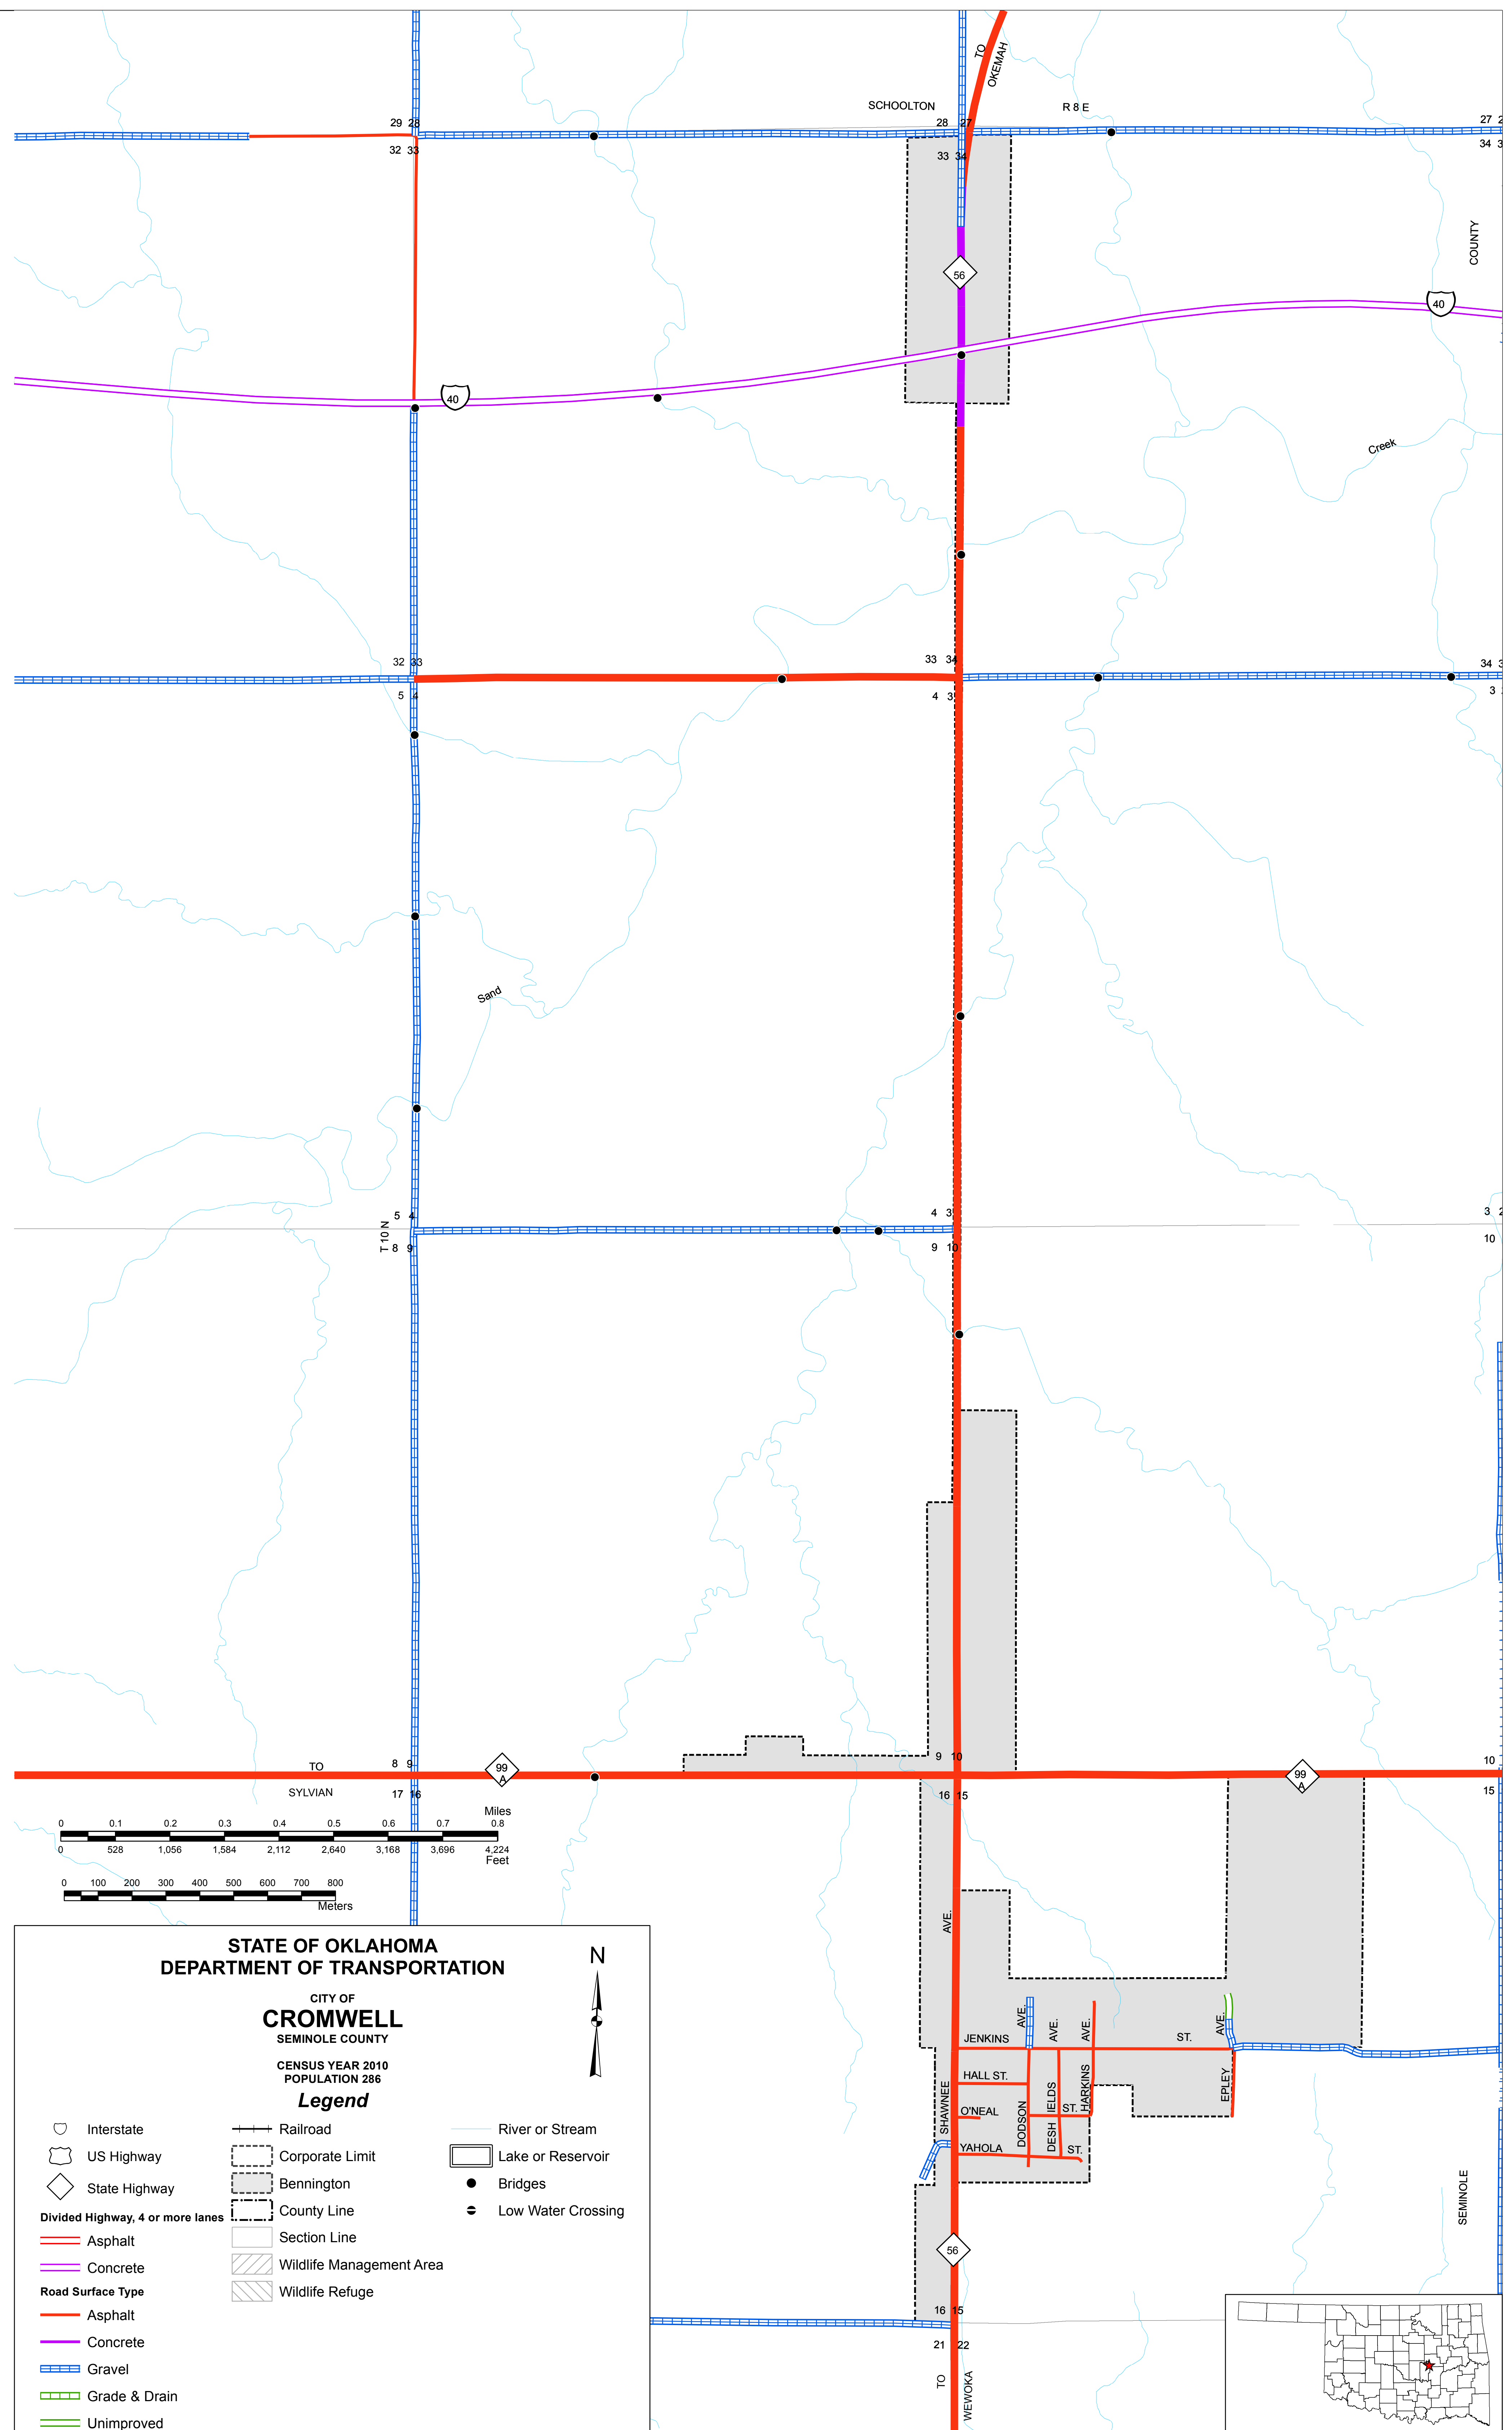 TO
OKEMAH
SCHOOLTON
R 8 E
29 28
28 27
27 2
32 33
33 34
34 3
COUNTY
56
40
40
Creek
32 33
33 34
34 3
5 4
4 3
3
Sand
5 4
4 3
3 2
T 10 N
8 9
9 10
10
TO
8 9
99
A
9 10
99
A
10
SYLVIAN
17 16
16 15
15
Miles
0 0.1 0.2 0.3 0.4 0.5 0.6 0.7 0.8
0 528 1,056 1,584 2,112 2,640 3,168 3,696 4,224
Feet
0 100 200 300 400 500 600 700 800
Meters
AVE.
AVE.
AVE.
AVE.
AVE.
JENKINS
ST.
HALL ST.
SHAWNEE
O'NEAL
DODSON
DESH IELDS
ST.
HARKINS
EPLEY
YAHOLA
ST.
SEMINOLE
56
16 15
21 22
TO
WEWOKA
STATE OF OKLAHOMA
DEPARTMENT OF TRANSPORTATION
N
CITY OF
CROMWELL
SEMINOLE COUNTY
CENSUS YEAR 2010
POPULATION 286
Legend
Interstate
US Highway
State Highway
Divided Highway, 4 or more lanes
Asphalt
Concrete
Road Surface Type
Asphalt
Concrete
Gravel
Grade & Drain
Unimproved
Railroad
Corporate Limit
Bennington
County Line
Section Line
Wildlife Management Area
Wildlife Refuge
River or Stream
Lake or Reservoir
Bridges
Low Water Crossing